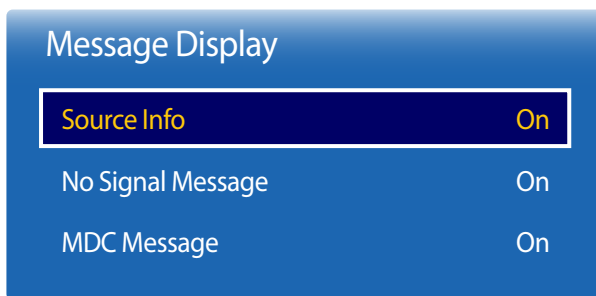 Message Display
Source Info On
No Signal Message On
MDC Message On